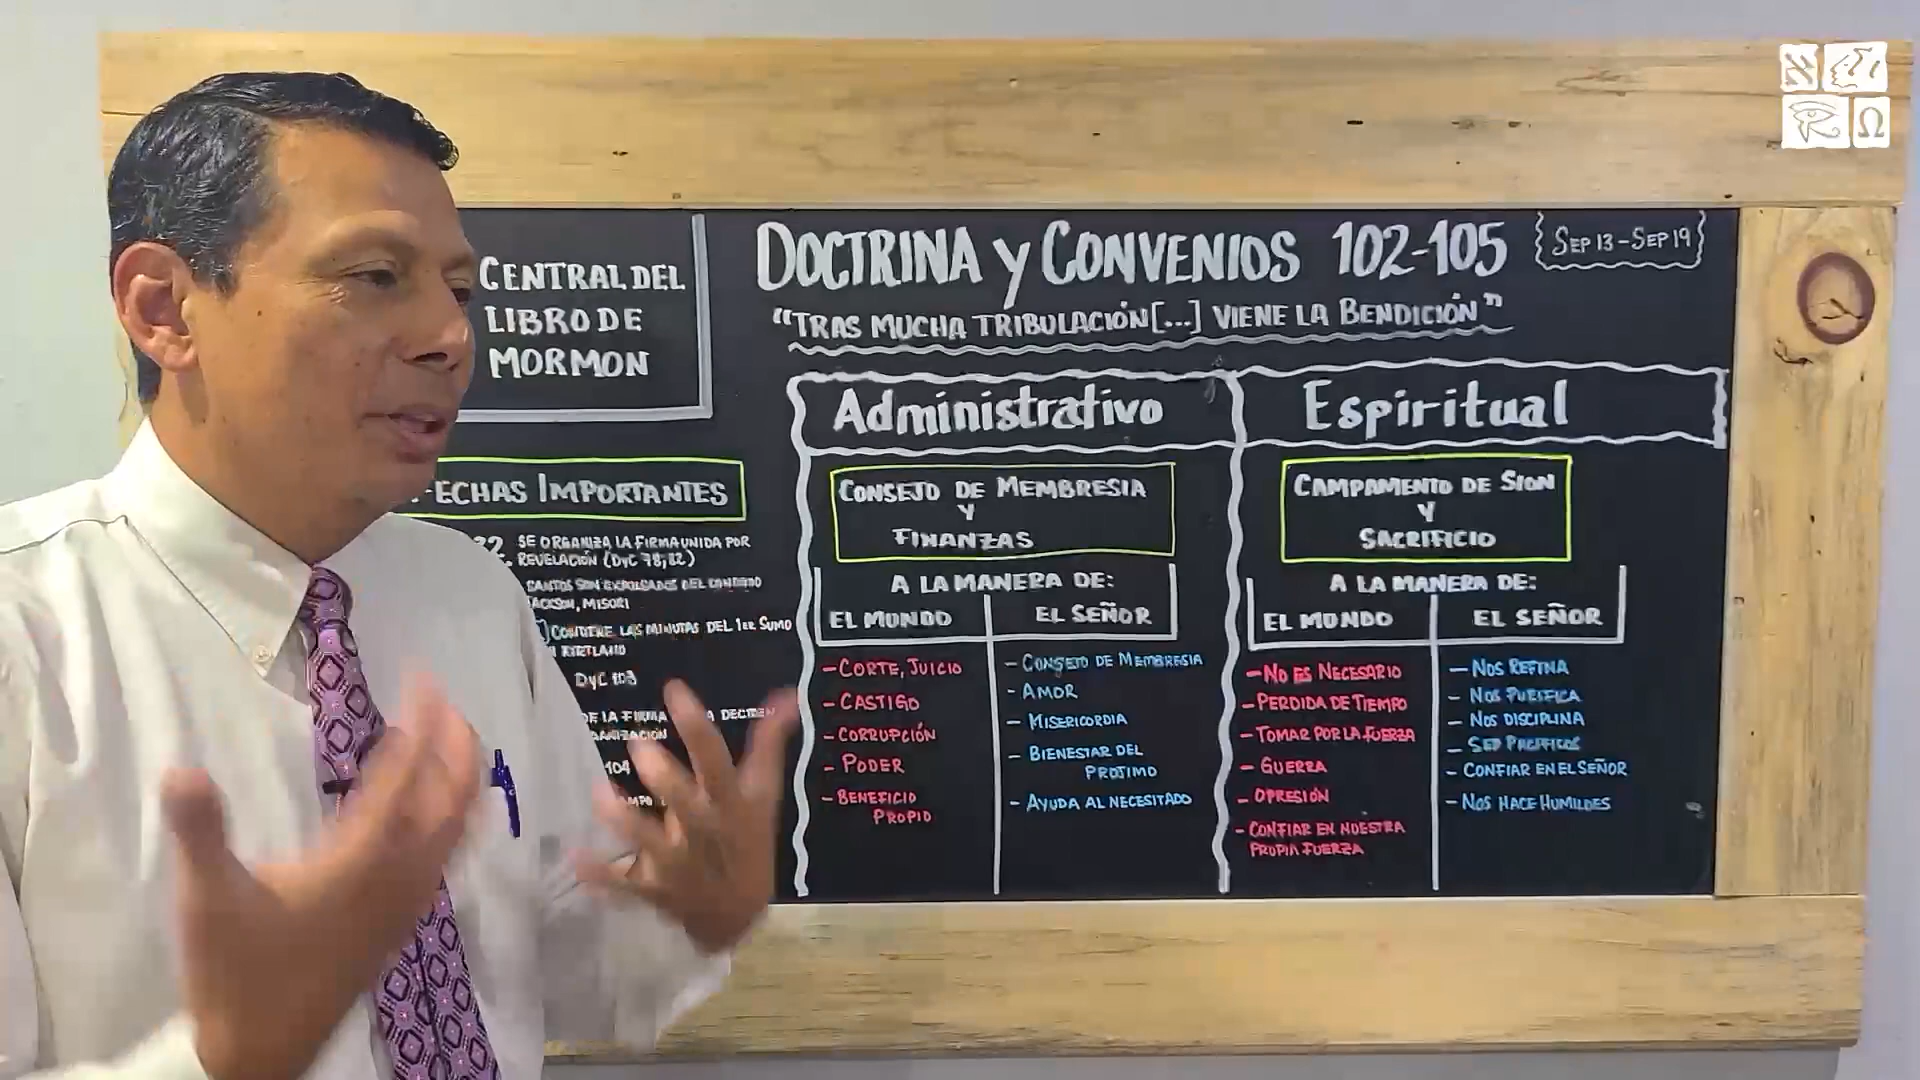 CENTRAL DEL
LIBRO DE
MORMON
DOCTRINA y CONVENIOS 102-105
SEP 13-SEP 19
"TRAS MUCHA TRIBULACIÓN[...] VIENE LA BENDICIÓN"
FECHAS IMPORTANTES
SE ORGANIZA LA FIRMA UNIDA POR
REVELACIÓN (DyC 78; 82)
SANTOS SON EXPULSADOS DEL CONDADO
JACKSON, MISORI
CONTIENE LAS MINUTAS DEL 1ER SUMO
KIRTLAND
DyC 103
DE LA FIRMA DECIDEN
104
Administrativo
CONSEJO DE MEMBRESIA
Y
FINANZAS
A LA MANERA DE:
EL MUNDO
EL SEÑOR
- CORTE, JUICIO
- CASTIGO
- CORRUPCIÓN
- PODER
- BENEFICIO
PROPIO
- CONSEJO DE MEMBRESIA
- AMOR
- MISERICORDIA
- BIENESTAR DEL
PROJIMO
- AYUDA AL NECESITADO
Espiritual
CAMPAMENTO DE SION
Y
SACRIFICIO
A LA MANERA DE:
EL MUNDO
EL SEÑOR
- NO ES NECESARIO
- PERDIDA DE TIEMPO
- TOMAR POR LA FUERZA
- GUERRA
- OPRESIÓN
- CONFIAR EN NUESTRA
PROPIA FUERZA
- NOS REFINA
- NOS PURIFICA
- NOS DISCIPLINA
- SED PACIFICOS
- CONFIAR EN EL SEÑOR
- NOS HACE HUMILDES